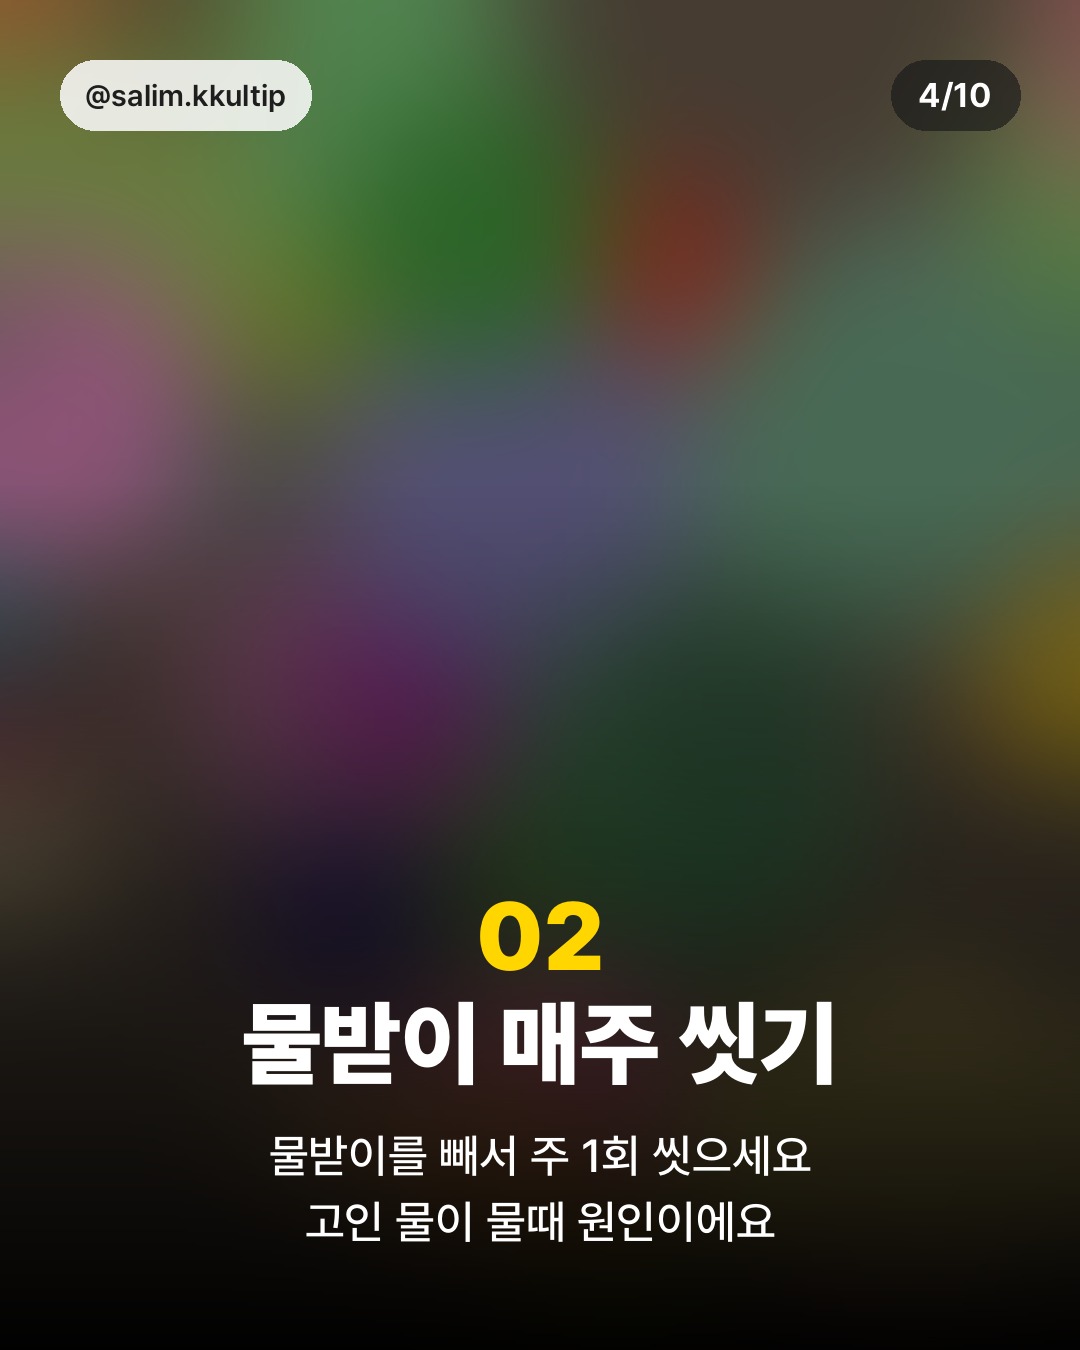 @salim.kkultip
4/10
02
물받이 매주 씻기
물받이를 빼서 주 1회 씻으세요
고인 물이 물때 원인이에요